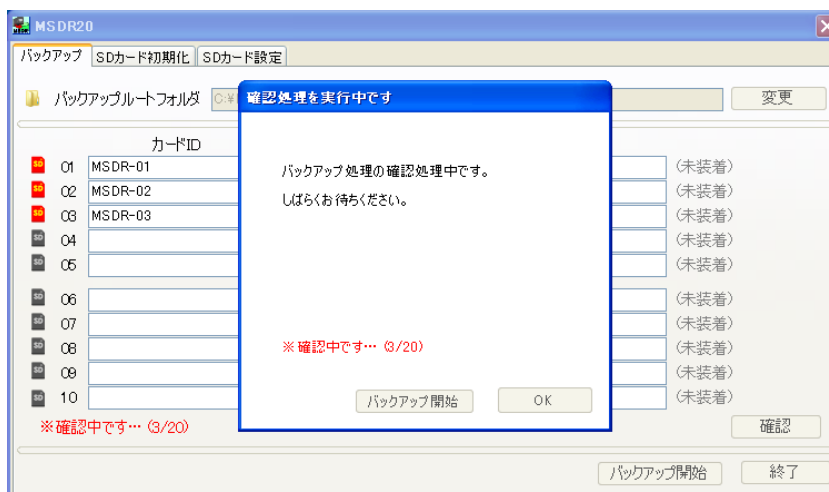 MSDR20
バックアップ SDカード初期化 SDカード設定
バックアップルートフォルダ C:¥ 変更
確認処理を実行中です
カードID
01 MSDR-01 (未装着)
02 MSDR-02 (未装着)
03 MSDR-03 (未装着)
04 (未装着)
05 (未装着)
06 (未装着)
07 (未装着)
08 (未装着)
09 (未装着)
10 (未装着)
バックアップ処理の確認処理中です。
しばらくお待ちください。
※確認中です… (3/20)
バックアップ開始 OK
※確認中です… (3/20) 確認
バックアップ開始 終了